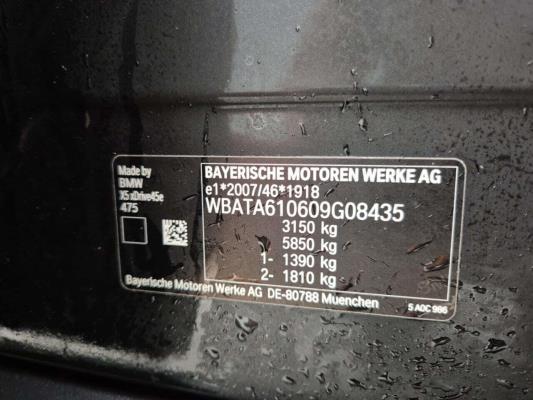 Made by
BMW
X5 xDrive45e
475
BAYERISCHE MOTOREN WERKE AG
e1*2007/46*1918
WBATA610609G08435
3150 kg
5850 kg
1- 1390 kg
2- 1810 kg
Bayerische Motoren Werke AG DE-80788 Muenchen
5 A0C 986